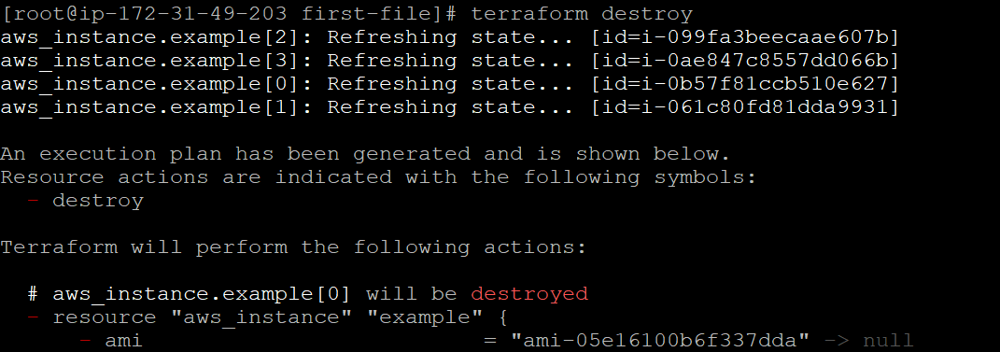 [root@ip-172-31-49-203 first-file]# terraform destroy
aws_instance.example[2]: Refreshing state... [id=i-099fa3beecaae607b]
aws_instance.example[3]: Refreshing state... [id=i-0ae847c8557dd066b]
aws_instance.example[0]: Refreshing state... [id=i-0b57f81ccb510e627]
aws_instance.example[1]: Refreshing state... [id=i-061c80fd81dda9931]
An execution plan has been generated and is shown below.
Resource actions are indicated with the following symbols:
- destroy
Terraform will perform the following actions:
# aws_instance.example[0] will be destroyed
- resource "aws_instance" "example" {
- ami = "ami-05e16100b6f337dda" -> null